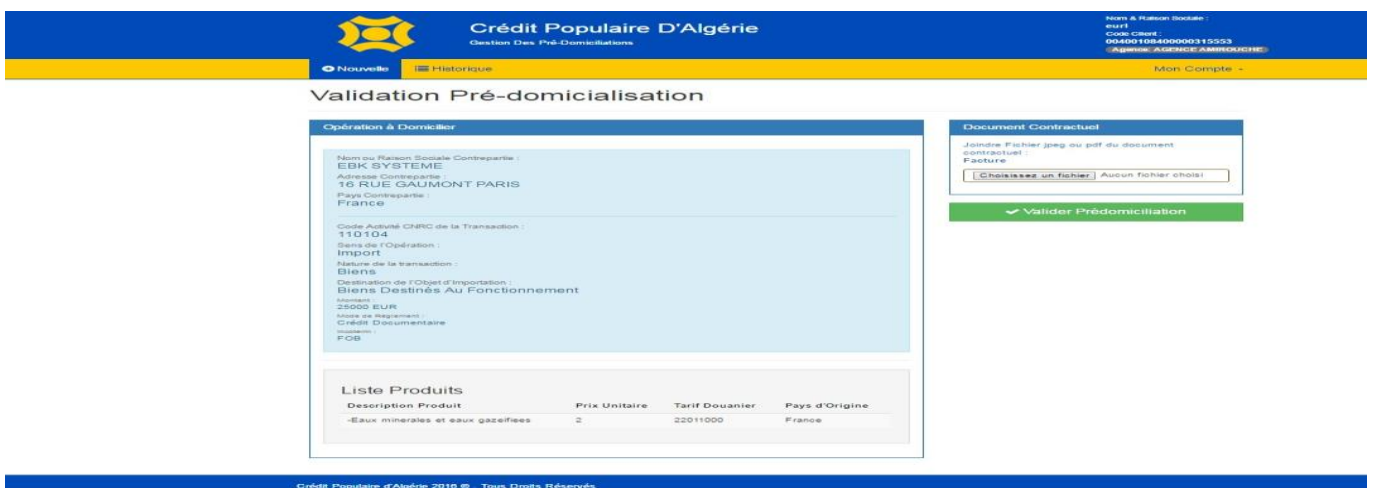 Crédit Populaire D'Algérie
Gestion Des Pré-Domiciliations
Nom & Raison Sociale :
eurl
Code Client :
00400108400000315553
Agence: AGENCE AMIROUCHE
Nouvelle
Historique
Mon Compte
Validation Pré-domicialisation
Opération à Domicilier
Nom ou Raison Sociale Contrepartie :
EBK SYSTEME
Adresse Contrepartie :
16 RUE GAUMONT PARIS
Pays Contrepartie :
France
Code Activité CNRC de la Transaction :
110104
Sens de l'Opération :
Import
Nature de la transaction :
Biens
Destination de l'Objet d'Importation :
Biens Destinés Au Fonctionnement
Montant :
25000 EUR
Mode de Règlement :
Crédit Documentaire
Incoterm :
FOB
Liste Produits
Description Produit Prix Unitaire Tarif Douanier Pays d'Origine
-Eaux minerales et eaux gazeifiees 2 22011000 France
Document Contractuel
Joindre Fichier jpeg ou pdf du document
contractuel :
Facture
Choisissez un fichier Aucun fichier choisi
Valider Prédomiciliation
Crédit Populaire d'Algérie 2016 © . Tous Droits Réservés